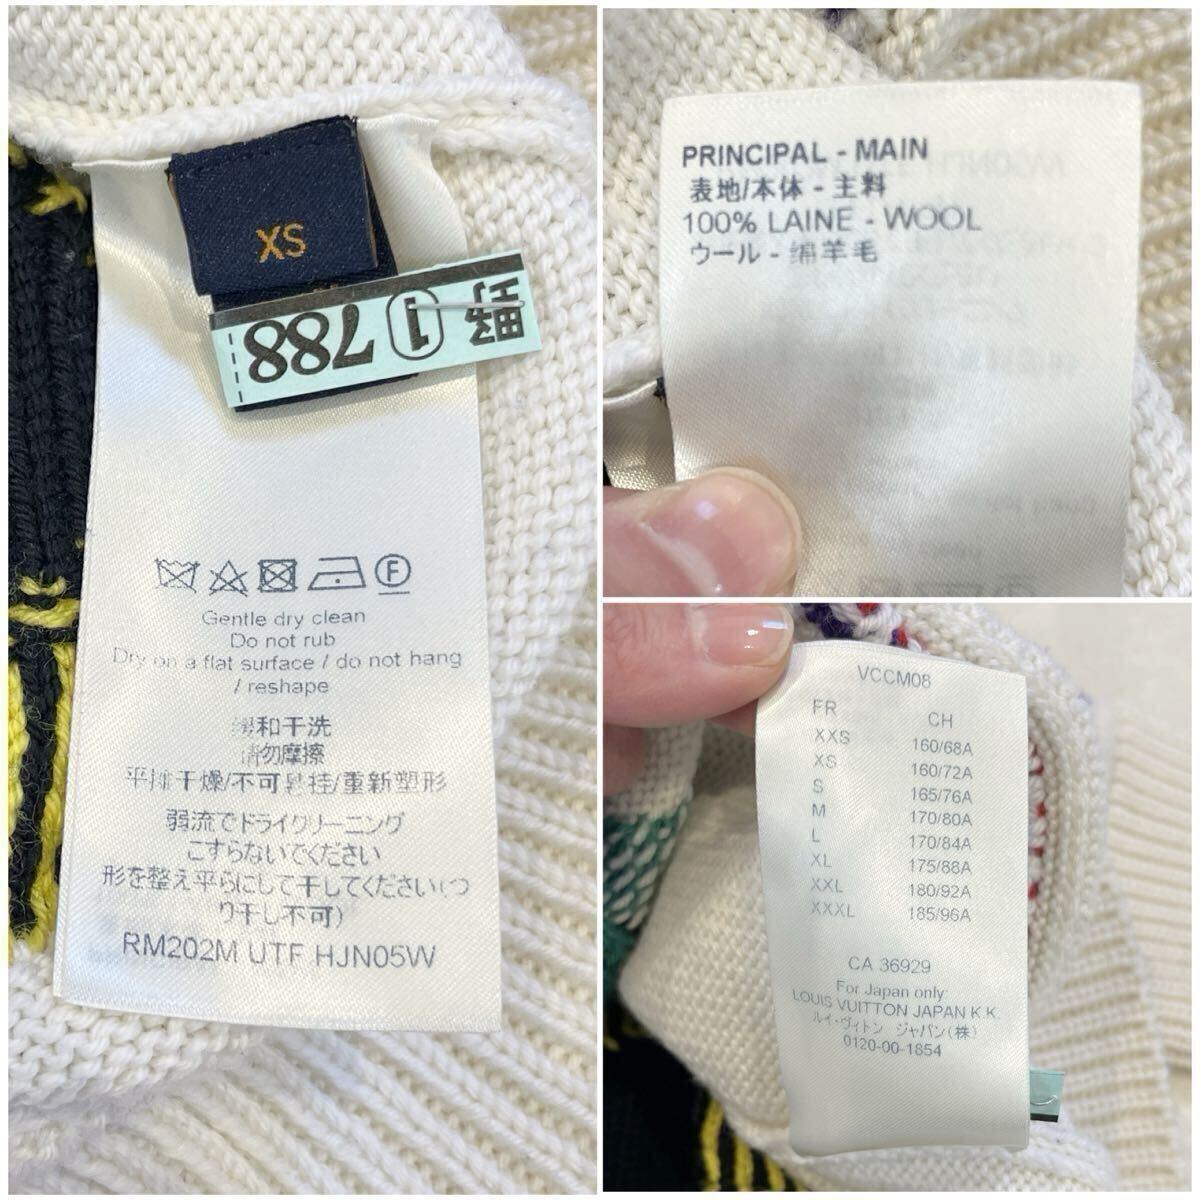 XS
野 1 788
F
Gentle dry clean
Do not rub
Dry on a flat surface / do not hang
/ reshape
缓和干洗
请勿摩擦
平排干燥/不可悬挂/重新塑形
弱流でドライクリーニング
こすらないでください
形を整え平らにして干してください(つ
り干し不可)
RM202M UTF HJN05W
PRINCIPAL - MAIN
表地/本体 - 主料
100% LAINE - WOOL
ウール - 绵羊毛
VCCM08
FR CH
XXS 160/68A
XS 160/72A
S 165/76A
M 170/80A
L 170/84A
XL 175/88A
XXL 180/92A
XXXL 185/96A
CA 36929
For Japan only:
LOUIS VUITTON JAPAN K.K.
ルイ・ヴィトン ジャパン(株)
0120-00-1854